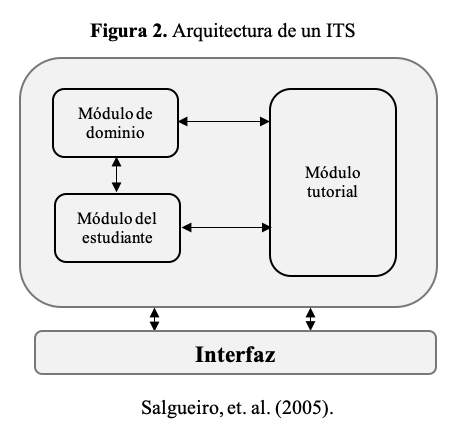 Figura 2. Arquitectura de un ITS
Módulo de
dominio
Módulo
tutorial
Módulo del
estudiante
Interfaz
Salgueiro, et. al. (2005).